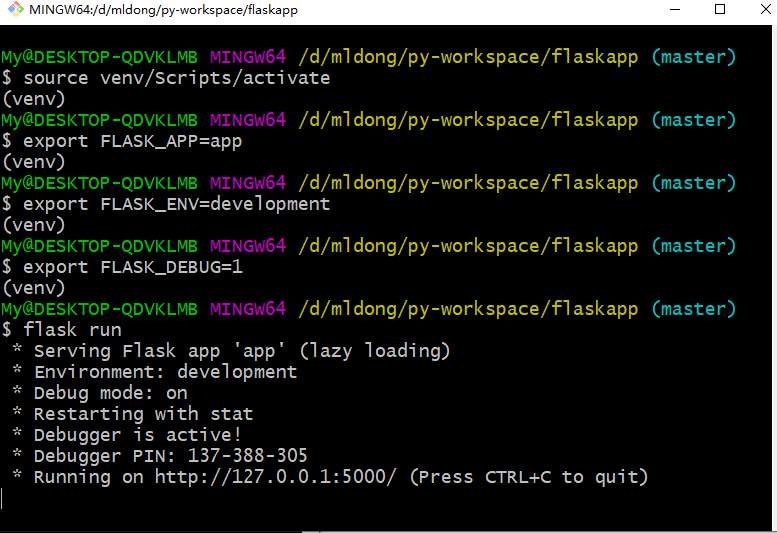 MINGW64:/d/mldong/py-workspace/flaskapp
My@DESKTOP-QDVKLMB MINGW64 /d/mldong/py-workspace/flaskapp (master)
$ source venv/Scripts/activate
(venv)
My@DESKTOP-QDVKLMB MINGW64 /d/mldong/py-workspace/flaskapp (master)
$ export FLASK_APP=app
(venv)
My@DESKTOP-QDVKLMB MINGW64 /d/mldong/py-workspace/flaskapp (master)
$ export FLASK_ENV=development
(venv)
My@DESKTOP-QDVKLMB MINGW64 /d/mldong/py-workspace/flaskapp (master)
$ export FLASK_DEBUG=1
(venv)
My@DESKTOP-QDVKLMB MINGW64 /d/mldong/py-workspace/flaskapp (master)
$ flask run
 * Serving Flask app 'app' (lazy loading)
 * Environment: development
 * Debug mode: on
 * Restarting with stat
 * Debugger is active!
 * Debugger PIN: 137-388-305
 * Running on http://127.0.0.1:5000/ (Press CTRL+C to quit)